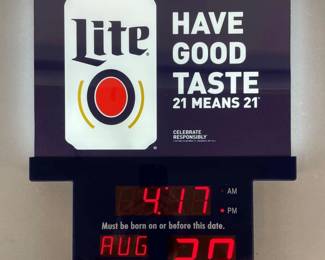 Lite
HAVE
GOOD
TASTE
21 MEANS 21
CELEBRATE
RESPONSIBLY
4:17
AM
PM
Must be born on or before this date.
AUG